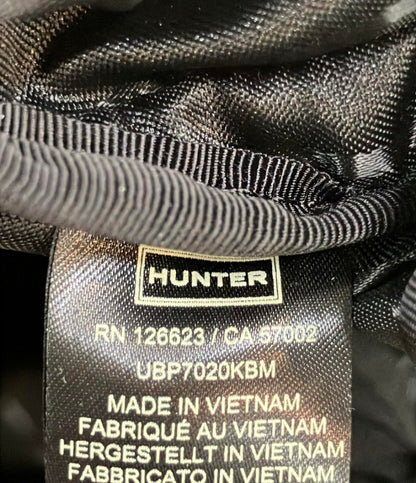 HUNTER
RN 126623 / CA 57002
UBP7020KBM
MADE IN VIETNAM
FABRIQUÉ AU VIETNAM
HERGESTELLT IN VIETNAM
FABBRICATO IN VIETNAM